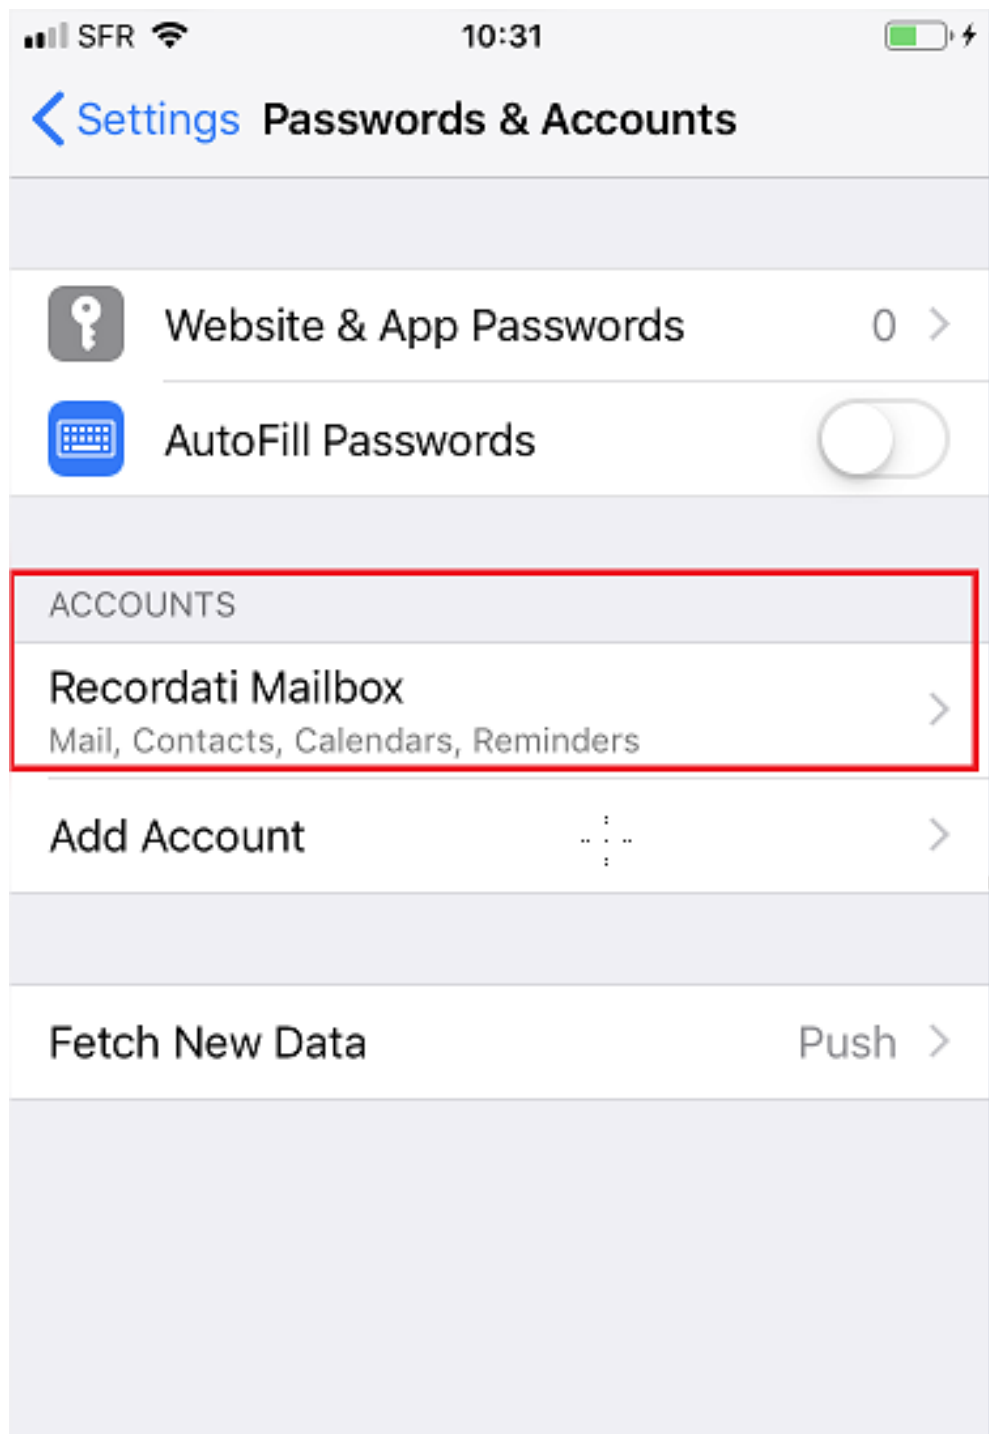 SFR 10:31
Settings Passwords & Accounts
Website & App Passwords 0
AutoFill Passwords
ACCOUNTS
Recordati Mailbox
Mail, Contacts, Calendars, Reminders
Add Account
Fetch New Data Push